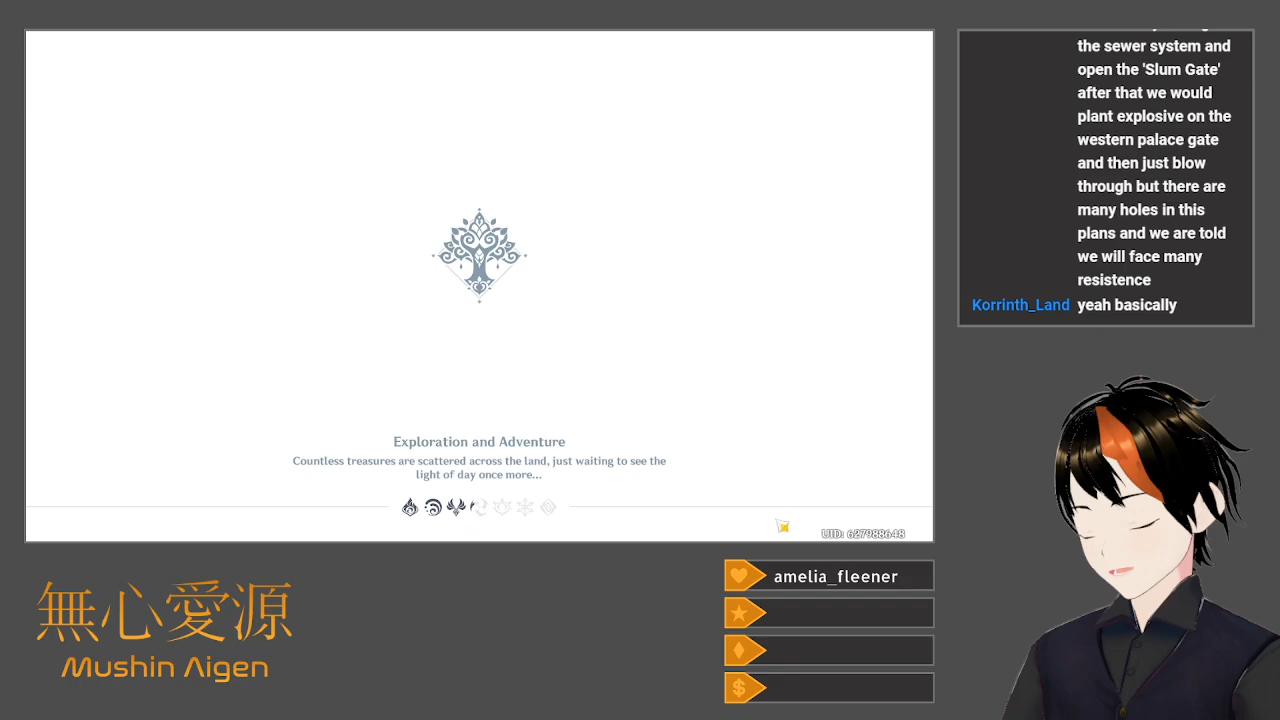 the sewer system and
open the 'Slum Gate'
after that we would
plant explosive on the
western palace gate
and then just blow
through but there are
many holes in this
plans and we are told
we will face many
resistence
Korrinth_Land yeah basically
Exploration and Adventure
Countless treasures are scattered across the land, just waiting to see the
light of day once more...
UID: 627988648
amelia_fleener
無心愛源
Mushin Aigen